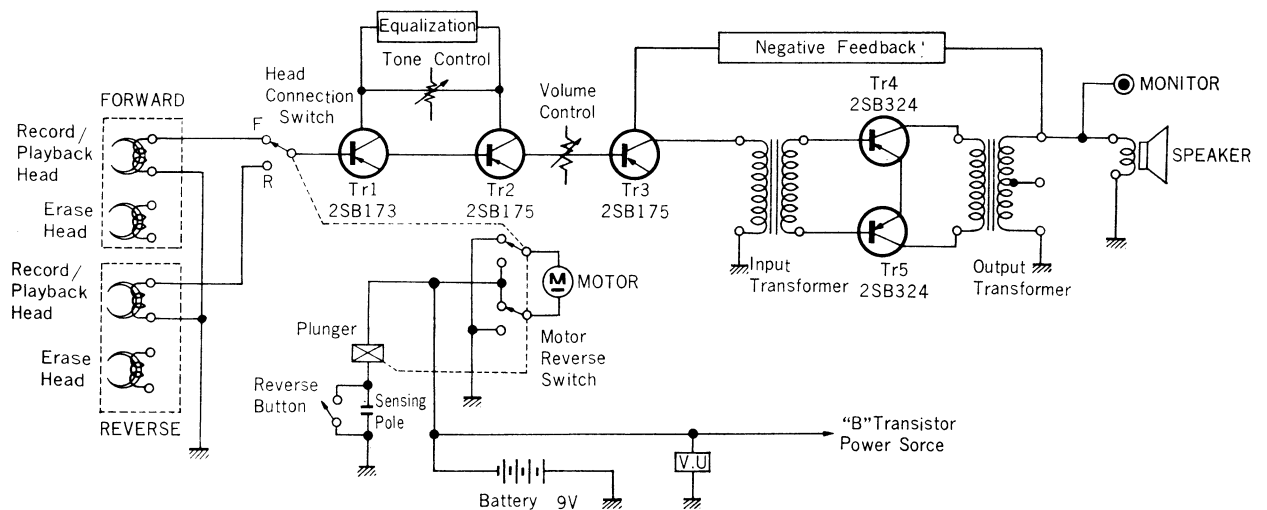 Equalization
Tone Control
Negative Feedback
Head
Connection
Switch
Volume
Control
Tr4
2SB324
MONITOR
FORWARD
Record/
Playback
Head
F
R
Tr1
2SB173
Tr2
2SB175
Tr3
2SB175
SPEAKER
Erase
Head
Record/
Playback
Head
M
MOTOR
Input
Transformer
Tr5
2SB324
Output
Transformer
Plunger
Motor
Reverse
Switch
Erase
Head
Reverse
Button
Sensing
Pole
REVERSE
"B" Transistor
Power Sorce
V.U
Battery 9V